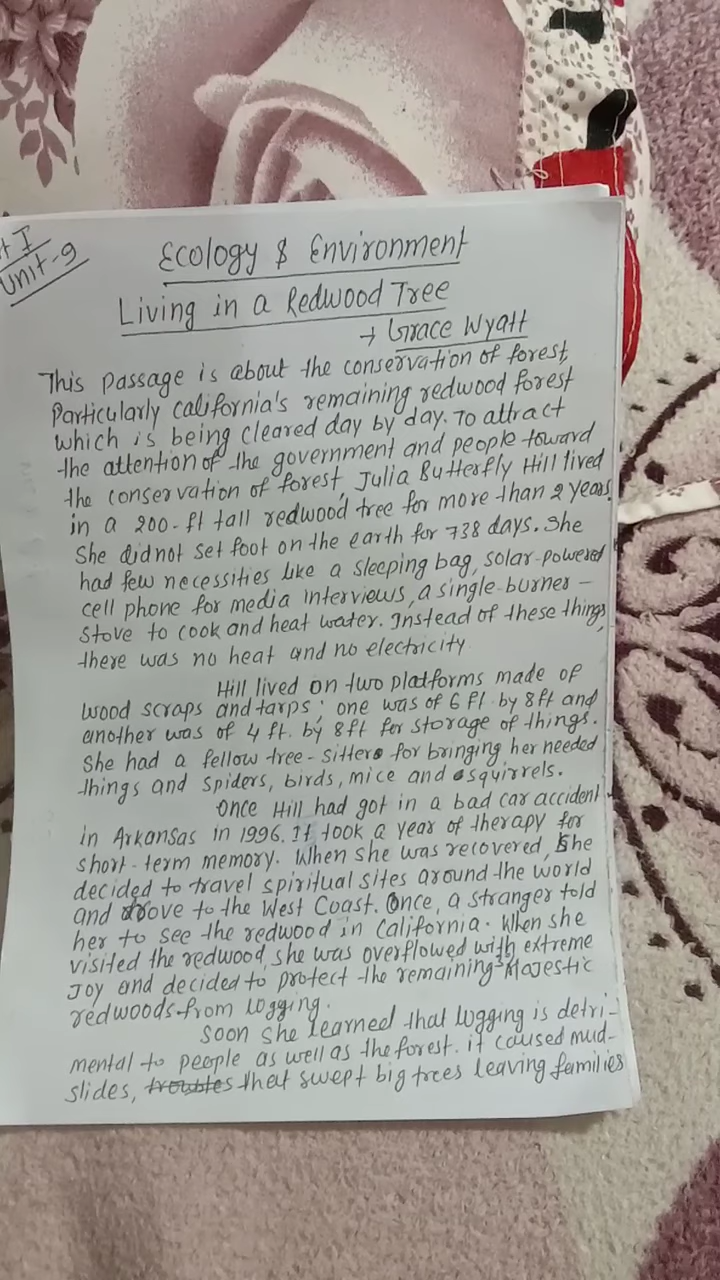 t I
Unit-9
Ecology & Environment
Living in a Redwood Tree
→ Grace Wyatt
This passage is about the conservation of forest,
Particularly California's remaining redwood forest
which is being cleared day by day. To attract
the attention of the government and people toward
the conservation of forest, Julia Butterfly Hill lived
in a 200-ft tall redwood tree for more than 2 years.
She didnot set foot on the earth for 738 days. She
had few necessities like a sleeping bag, solar-powered
cell phone for media interviews, a single-burner-
stove to cook and heat water. Instead of these things,
there was no heat and no electricity.
Hill lived on two platforms made of
wood scraps and tarps; one was of 6 ft by 8ft and
another was of 4 ft. by 8ft for storage of things.
She had a fellow tree-sitters for bringing her needed
things and spiders, birds, mice and squirrels.
Once Hill had got in a bad car accident
in Arkansas in 1996. It took a year of therapy for
short-term memory. When she was recovered, she
decided to travel spiritual sites around the world
and drove to the West Coast. Once, a stranger told
her to see the redwood in California. When she
visited the redwood, she was overflowed with extreme
Joy and decided to protect the remaining Majestic
redwoods from logging.
Soon she learned that logging is detri-
mental to people as well as the forest. it caused mud-
slides, that swept big trees leaving families